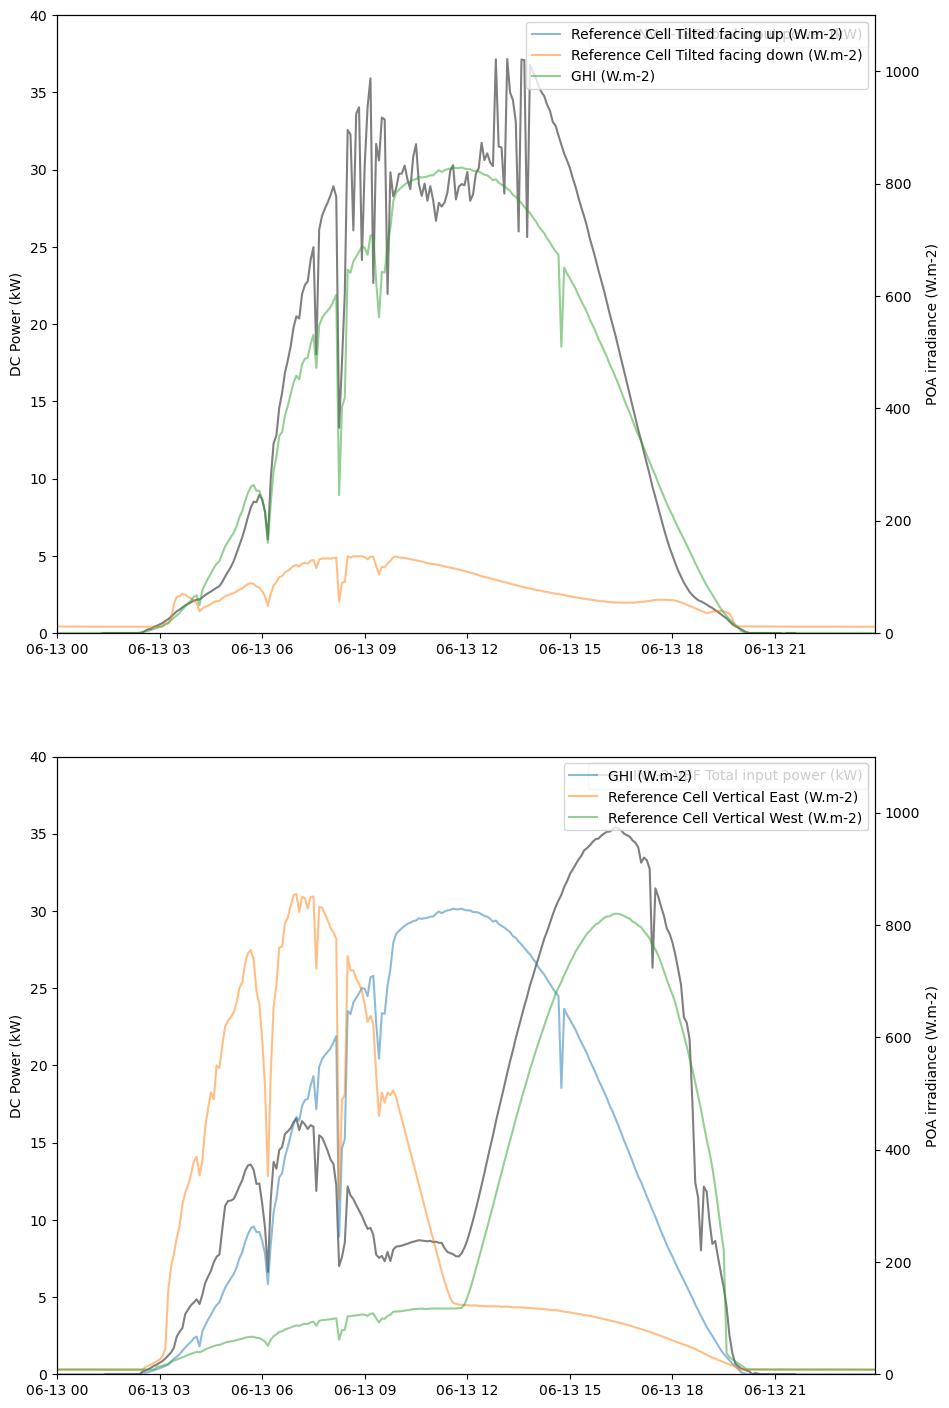 40
35
30
25
20
15
10
5
0
DC Power (kW)
Reference Cell Tilted facing up (W.m-2)
Reference Cell Tilted facing down (W.m-2)
GHI (W.m-2)
1000
800
600
400
200
0
POA irradiance (W.m-2)
06-13 00 06-13 03 06-13 06 06-13 09 06-13 12 06-13 15 06-13 18 06-13 21
40
35
30
25
20
15
10
5
0
DC Power (kW)
GHI (W.m-2) Total input power (kW)
Reference Cell Vertical East (W.m-2)
Reference Cell Vertical West (W.m-2)
1000
800
600
400
200
0
POA irradiance (W.m-2)
06-13 00 06-13 03 06-13 06 06-13 09 06-13 12 06-13 15 06-13 18 06-13 21